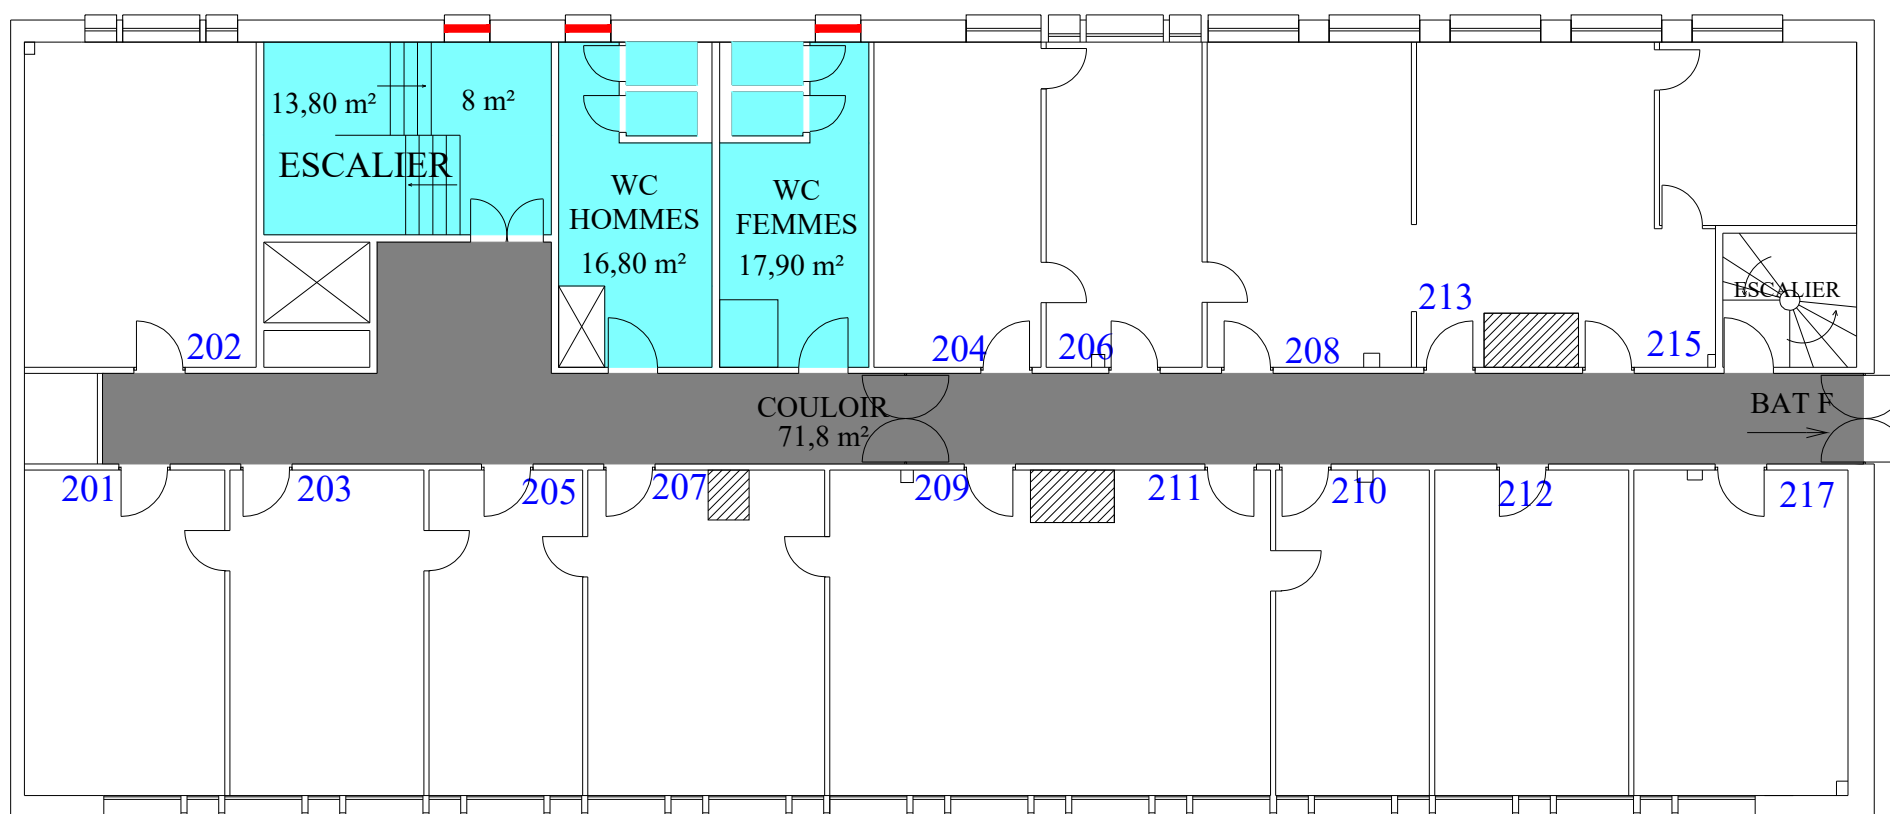 13,80 m²
8 m²
ESCALIER
WC
HOMMES
16,80 m²
WC
FEMMES
17,90 m²
ESCALIER
202
204
206
208
213
215
COULOIR
71,8 m²
BAT F
201
203
205
207
209
211
210
212
217